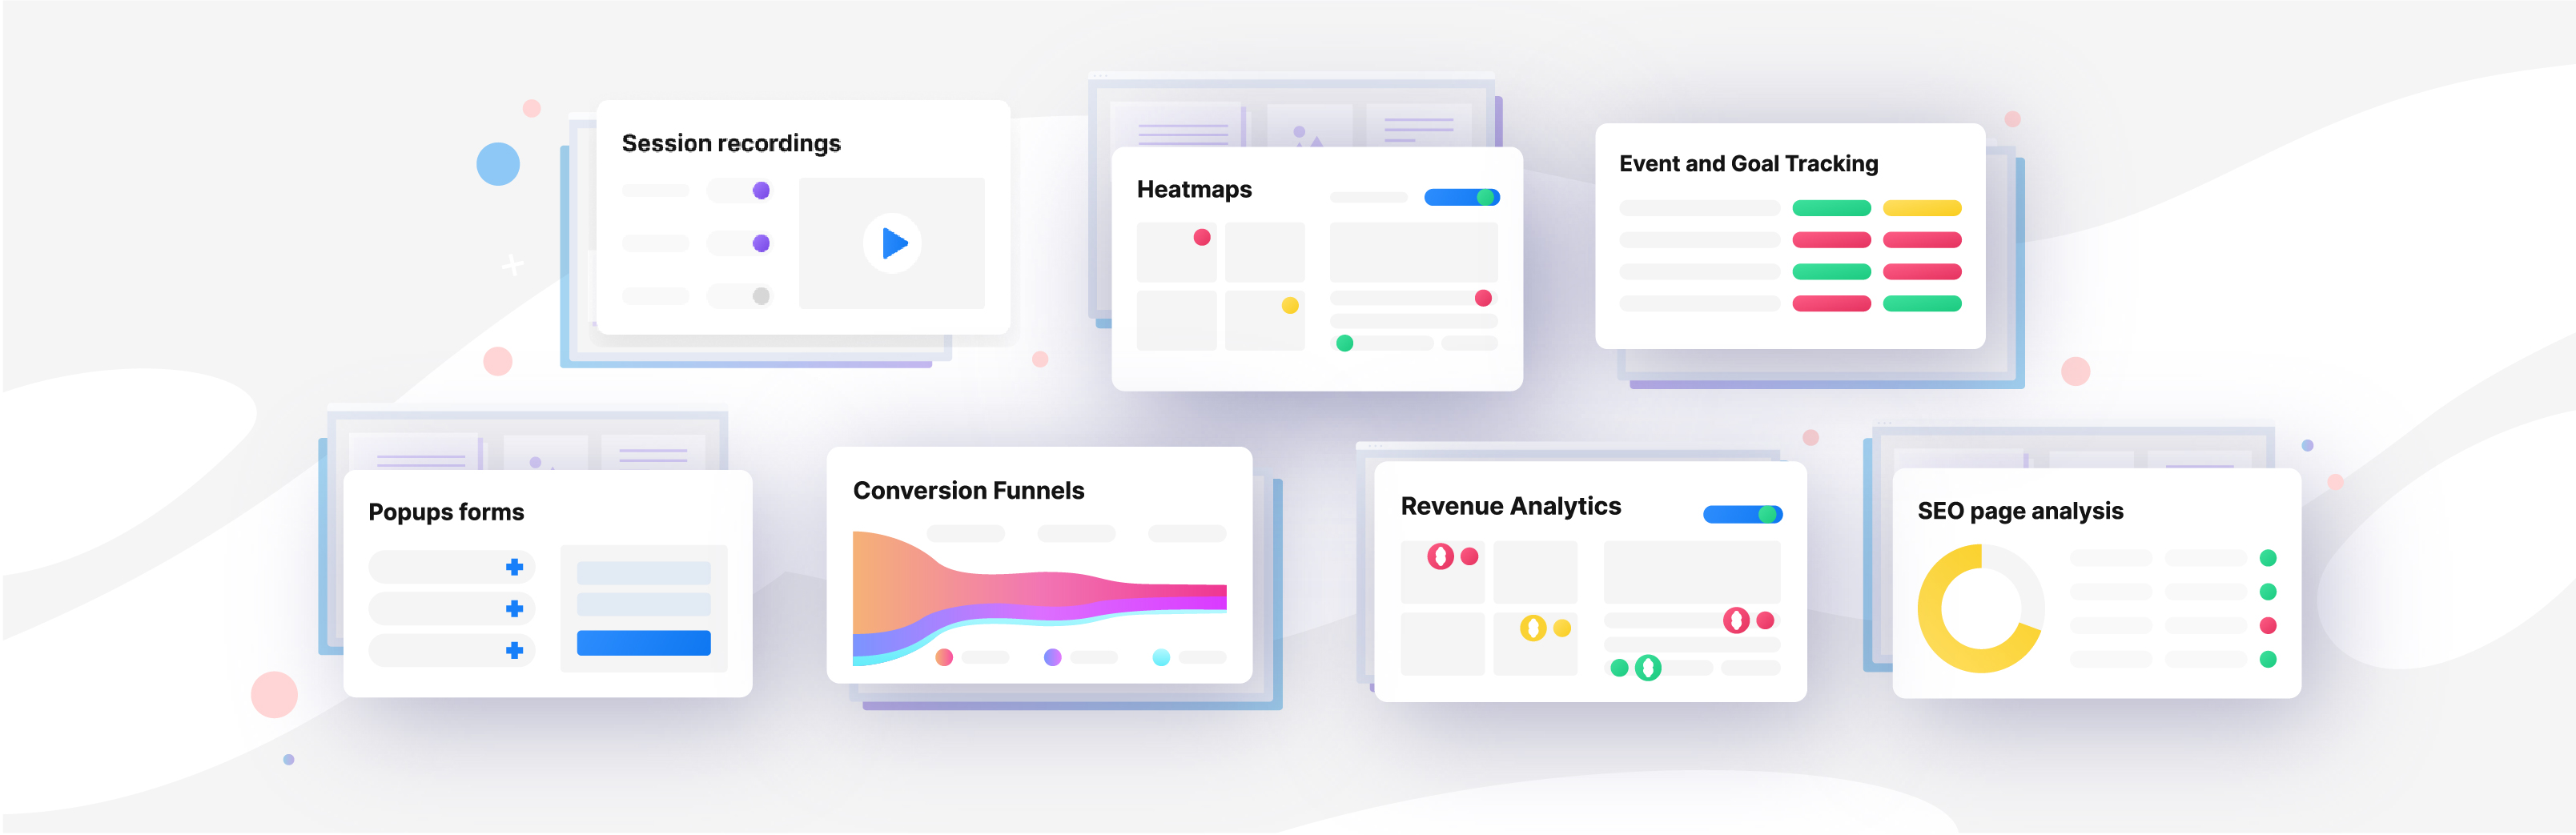 Session recordings
Heatmaps
Event and Goal Tracking
Popups forms
Conversion Funnels
Revenue Analytics
SEO page analysis